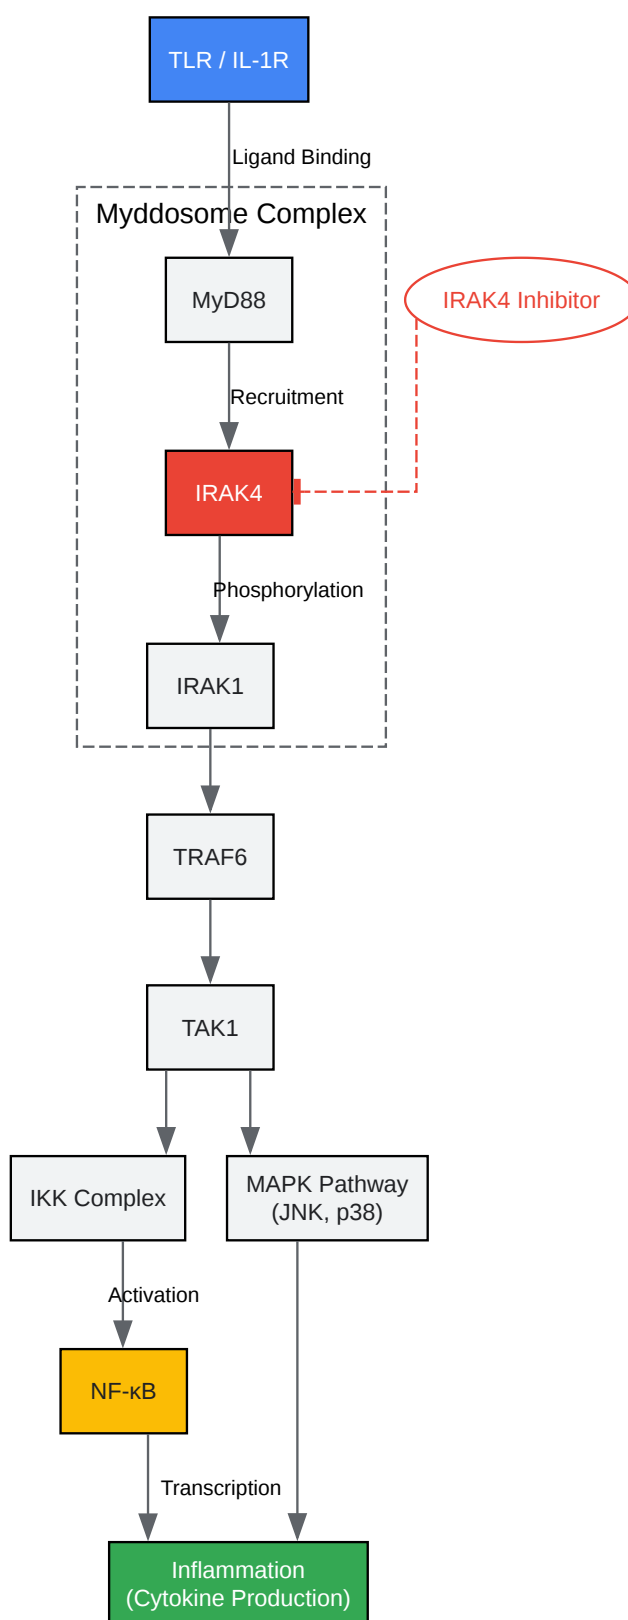 TLR / IL-1R
Ligand Binding
Myddosome Complex
MyD88
IRAK4 Inhibitor
Recruitment
IRAK4
Phosphorylation
IRAK1
TRAF6
TAK1
IKK Complex
MAPK Pathway
(JNK, p38)
Activation
NF-κB
Transcription
Inflammation
(Cytokine Production)